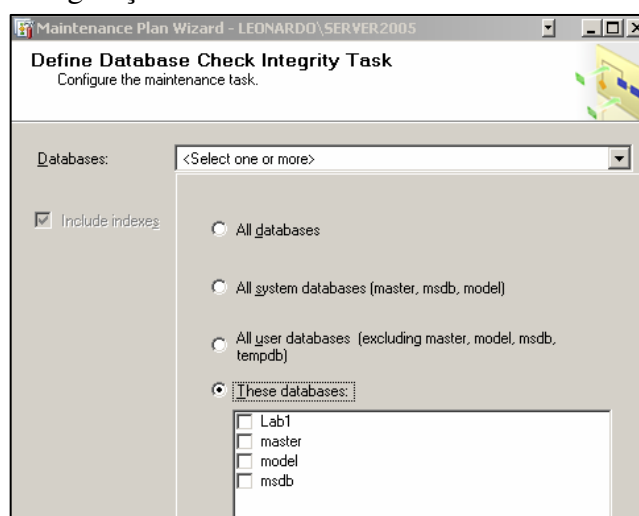 Maintenance Plan Wizard - LEONARDO\SERVER2005
Define Database Check Integrity Task
Configure the maintenance task.
Databases:
<Select one or more>
Include indexes
All databases
All system databases (master, msdb, model)
All user databases (excluding master, model, msdb,
tempdb)
These databases:
Lab1
master
model
msdb